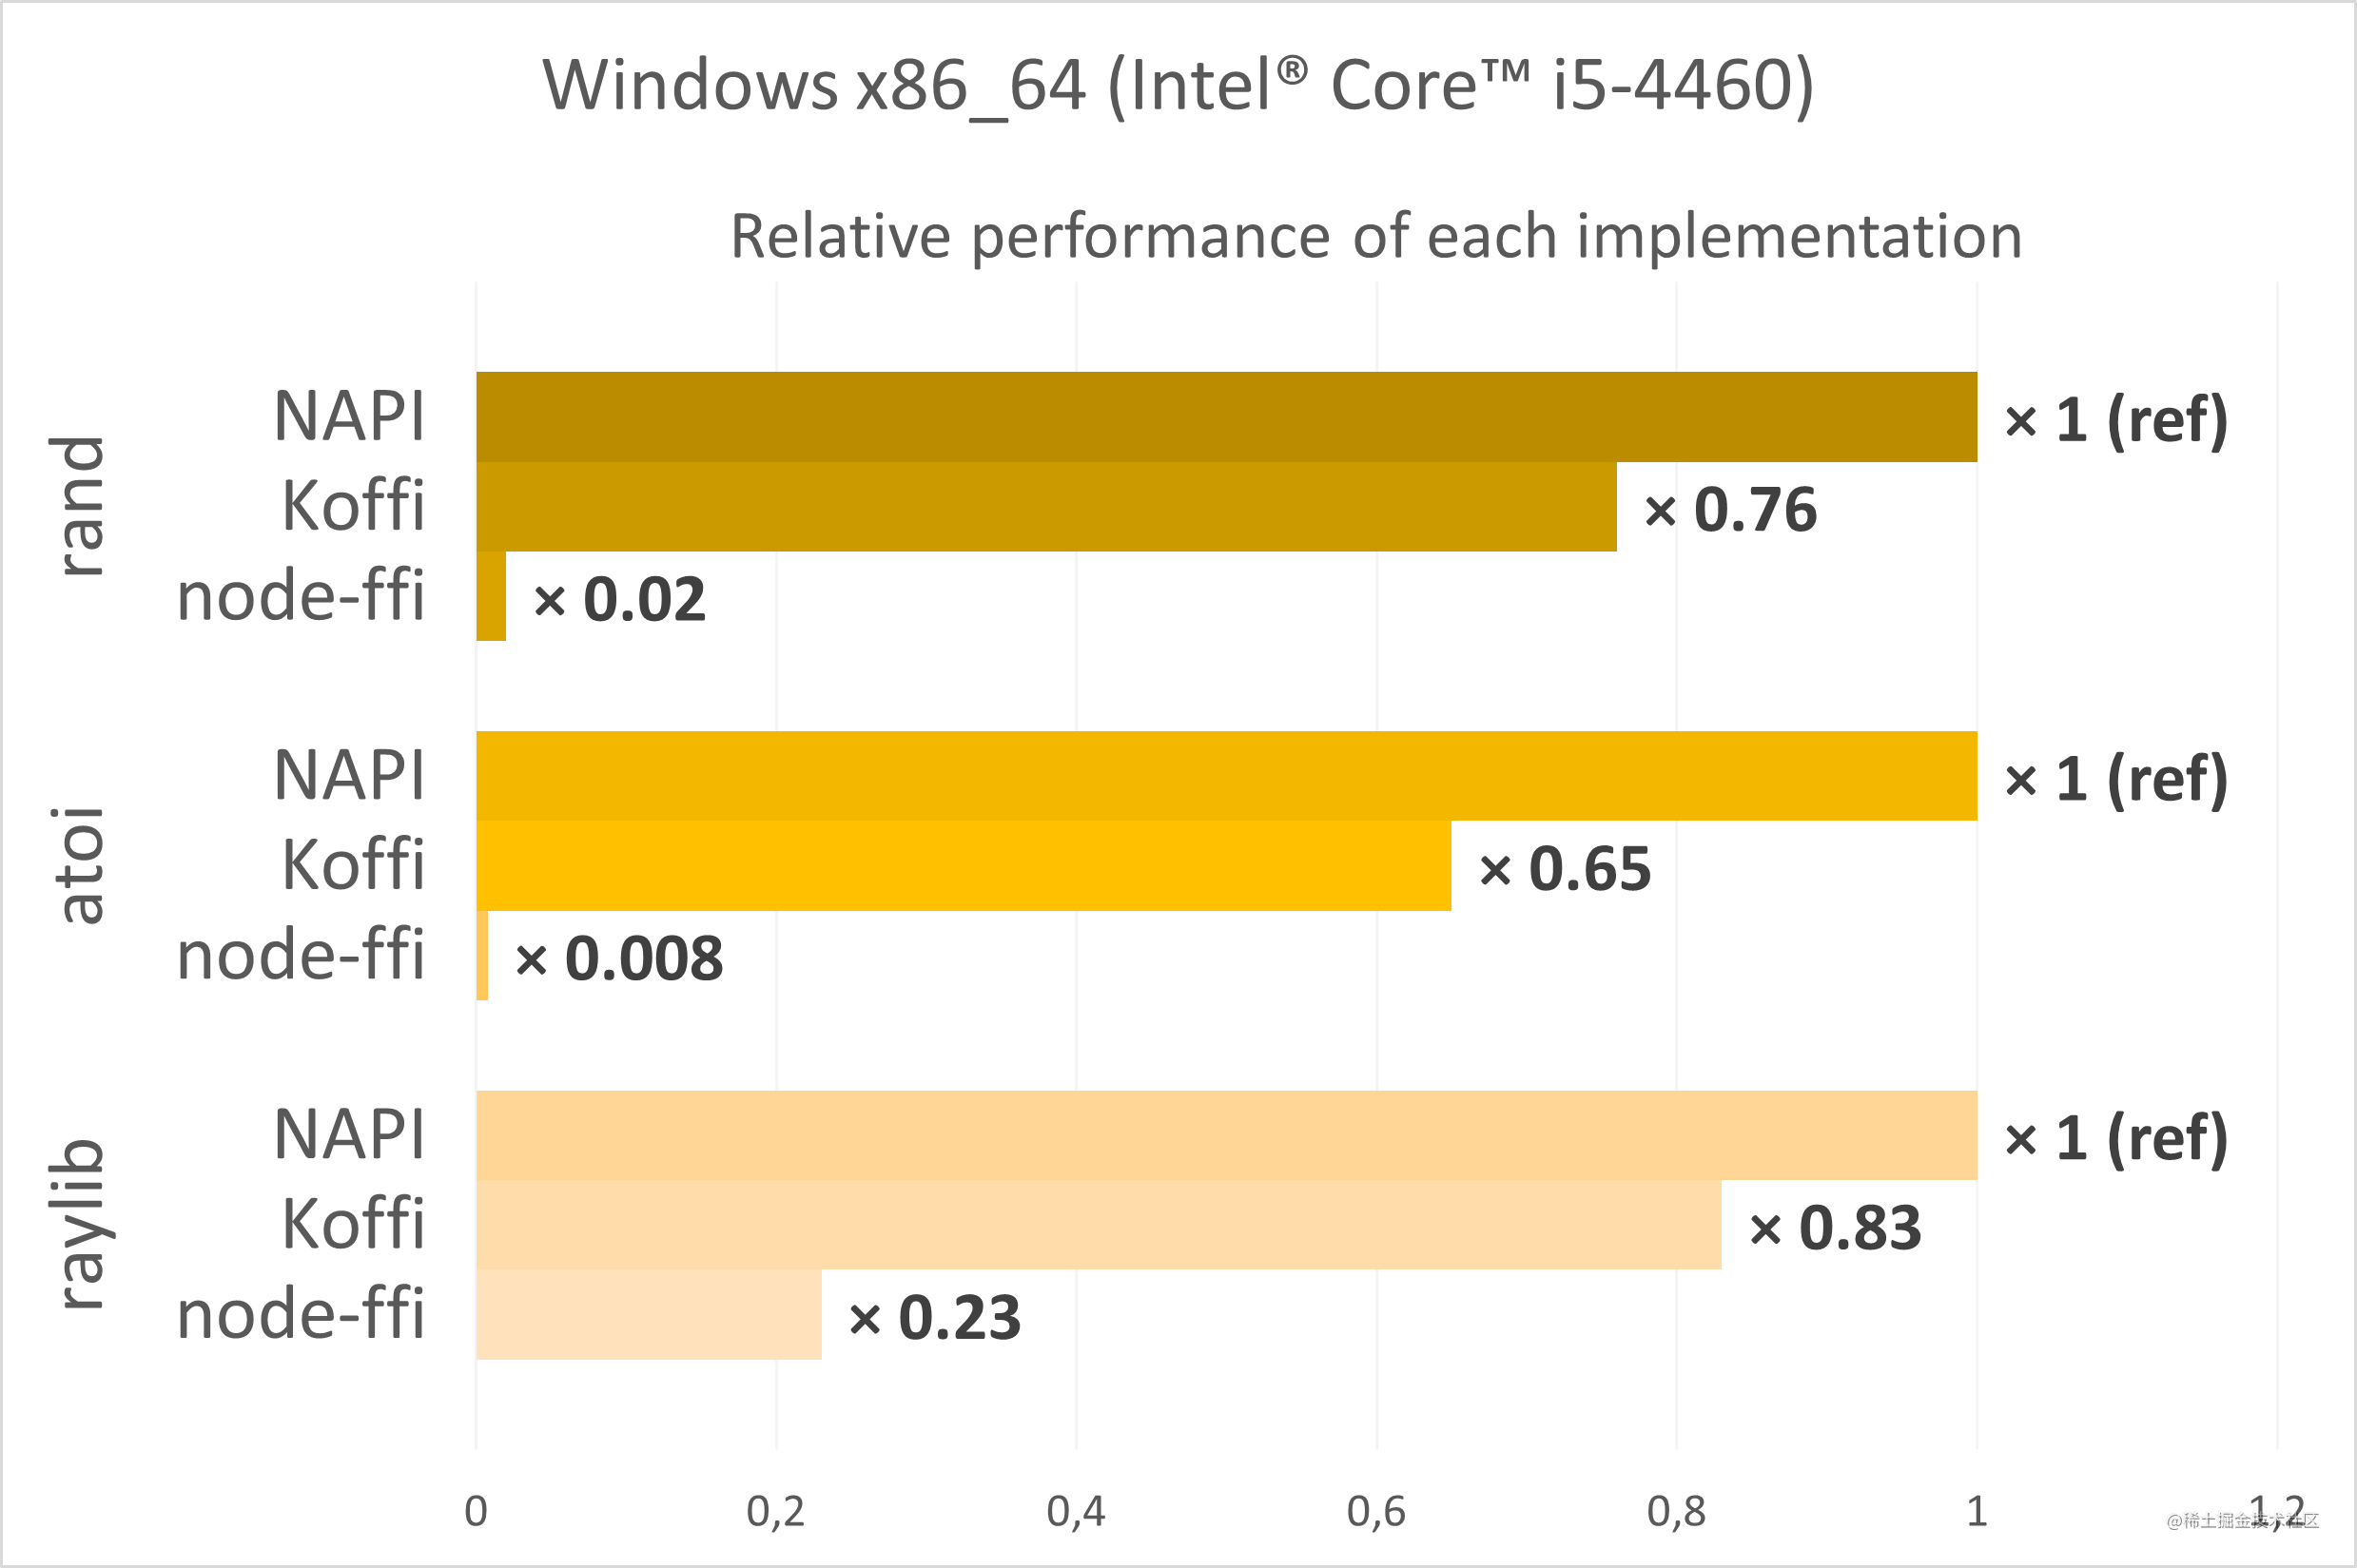 Windows x86_64 (Intel® Core™ i5-4460)
Relative performance of each implementation
rand
NAPI × 1 (ref)
Koffi × 0.76
node-ffi × 0.02
atoi
NAPI × 1 (ref)
Koffi × 0.65
node-ffi × 0.008
raylib
NAPI × 1 (ref)
Koffi × 0.83
node-ffi × 0.23
0 0,2 0,4 0,6 0,8 1 1,2
@稀土掘金技术社区